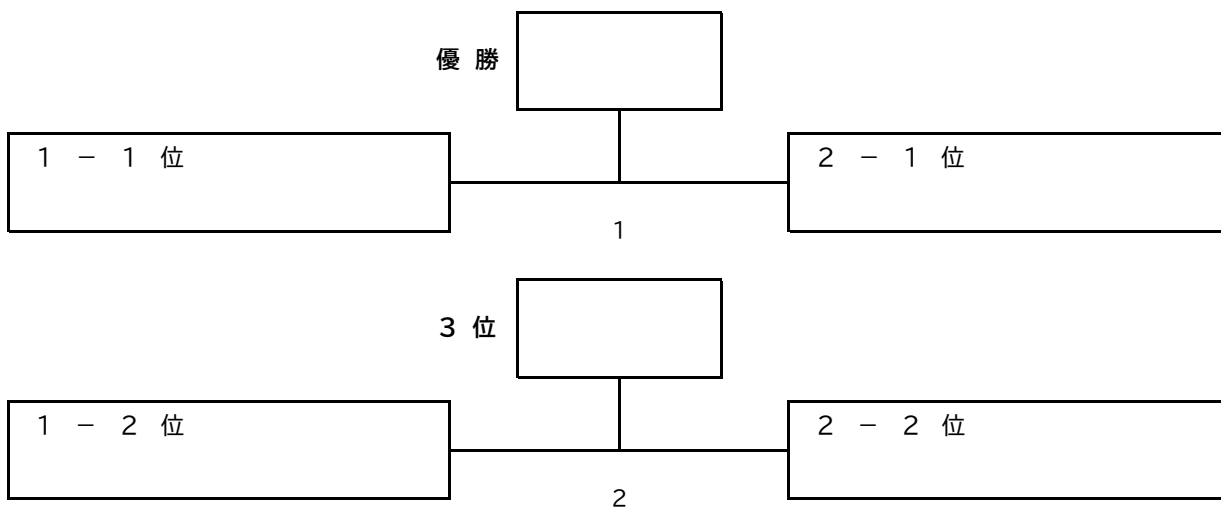 優 勝
１ － １ 位
２ － １ 位
1
３ 位
１ － ２ 位
２ － ２ 位
2